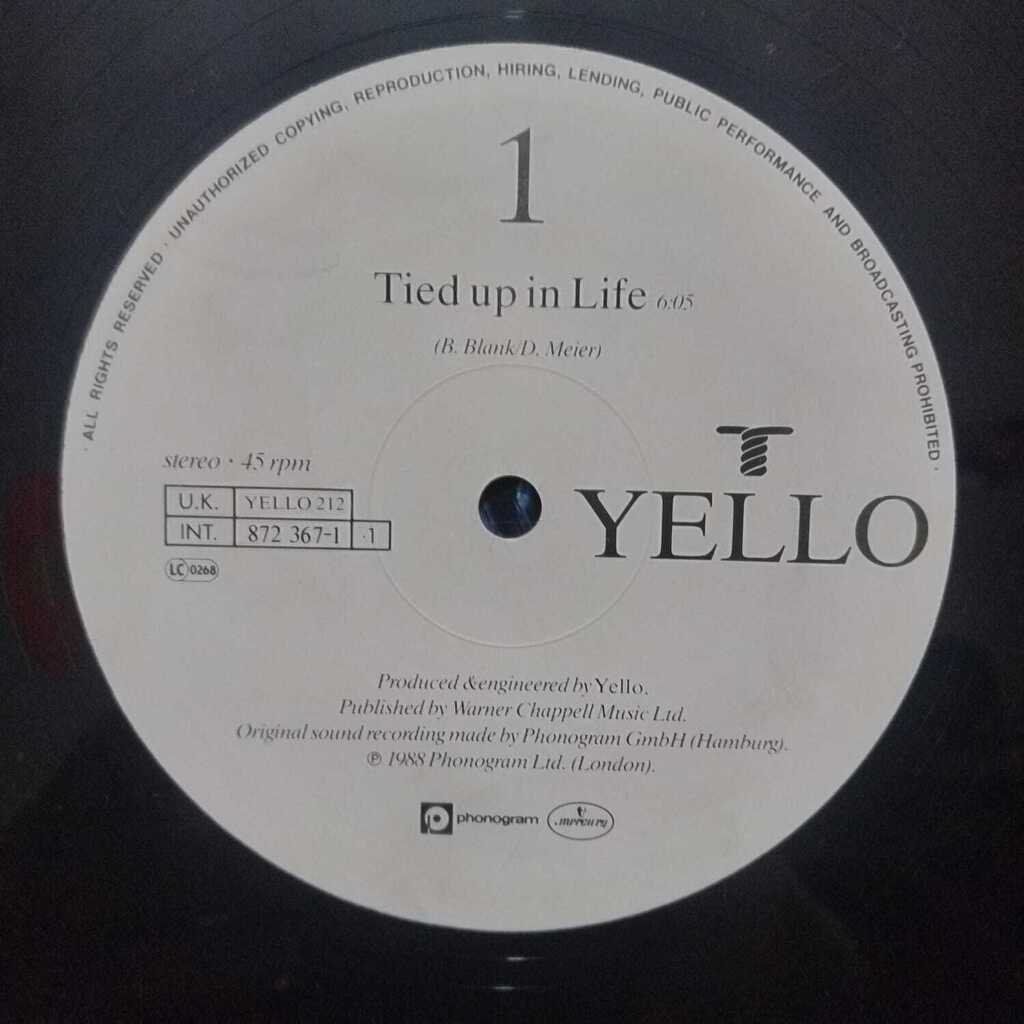 · ALL RIGHTS RESERVED · UNAUTHORIZED COPYING, REPRODUCTION, HIRING, LENDING, PUBLIC PERFORMANCE AND BROADCASTING PROHIBITED ·
1
Tied up in Life 6:05
(B. Blank/D. Meier)
stereo · 45 rpm
U.K. YELLO 212
INT. 872 367-1 ·1
LC 0268
YELLO
Produced & engineered by Yello.
Published by Warner Chappell Music Ltd.
Original sound recording made by Phonogram GmbH (Hamburg).
℗ 1988 Phonogram Ltd. (London).
phonogram mercury